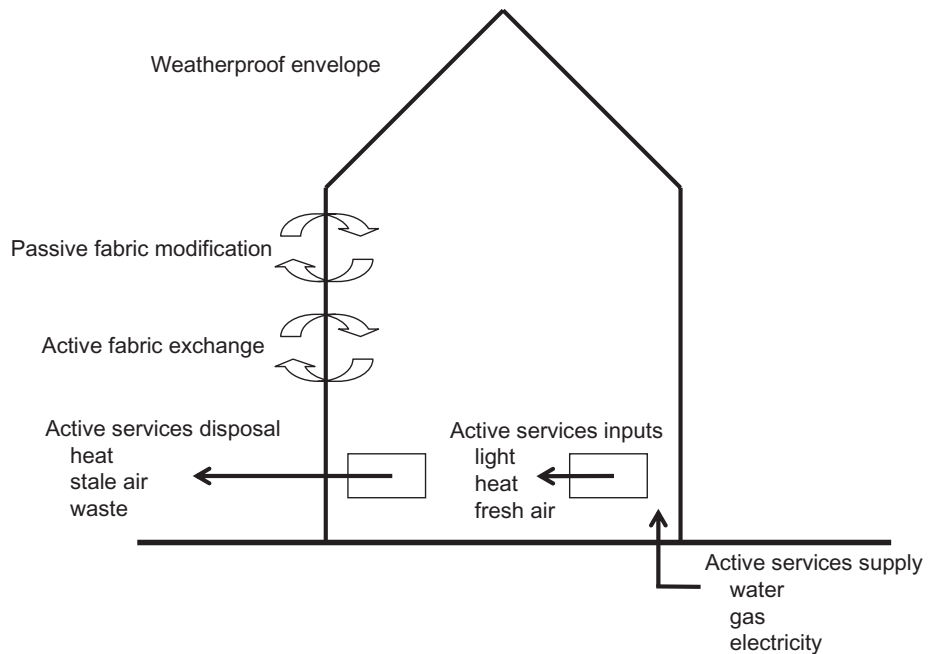 Weatherproof envelope
Passive fabric modification
Active fabric exchange
Active services disposal
heat
stale air
waste
Active services inputs
light
heat
fresh air
Active services supply
water
gas
electricity